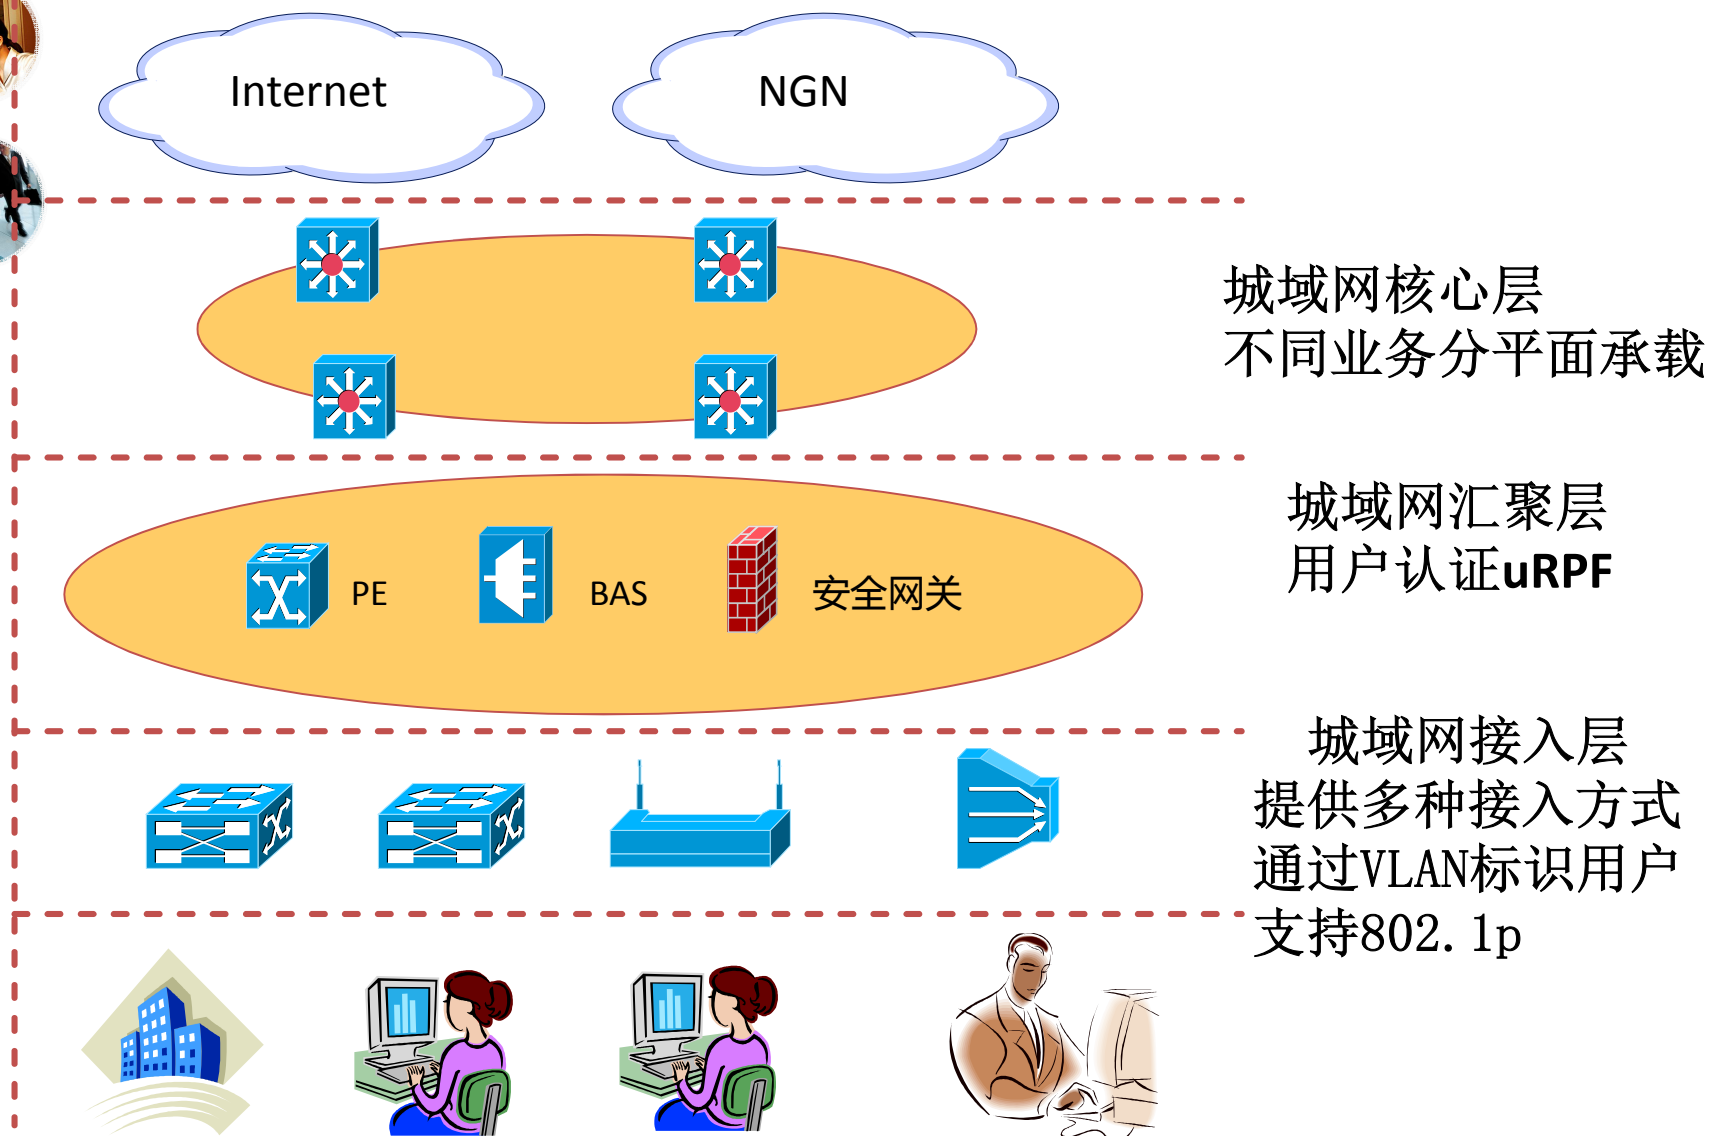 Internet
NGN
城域网核心层
不同业务分平面承载
城域网汇聚层
用户认证uRPF
PE
BAS
安全网关
城域网接入层
提供多种接入方式
通过VLAN标识用户
支持802.1p